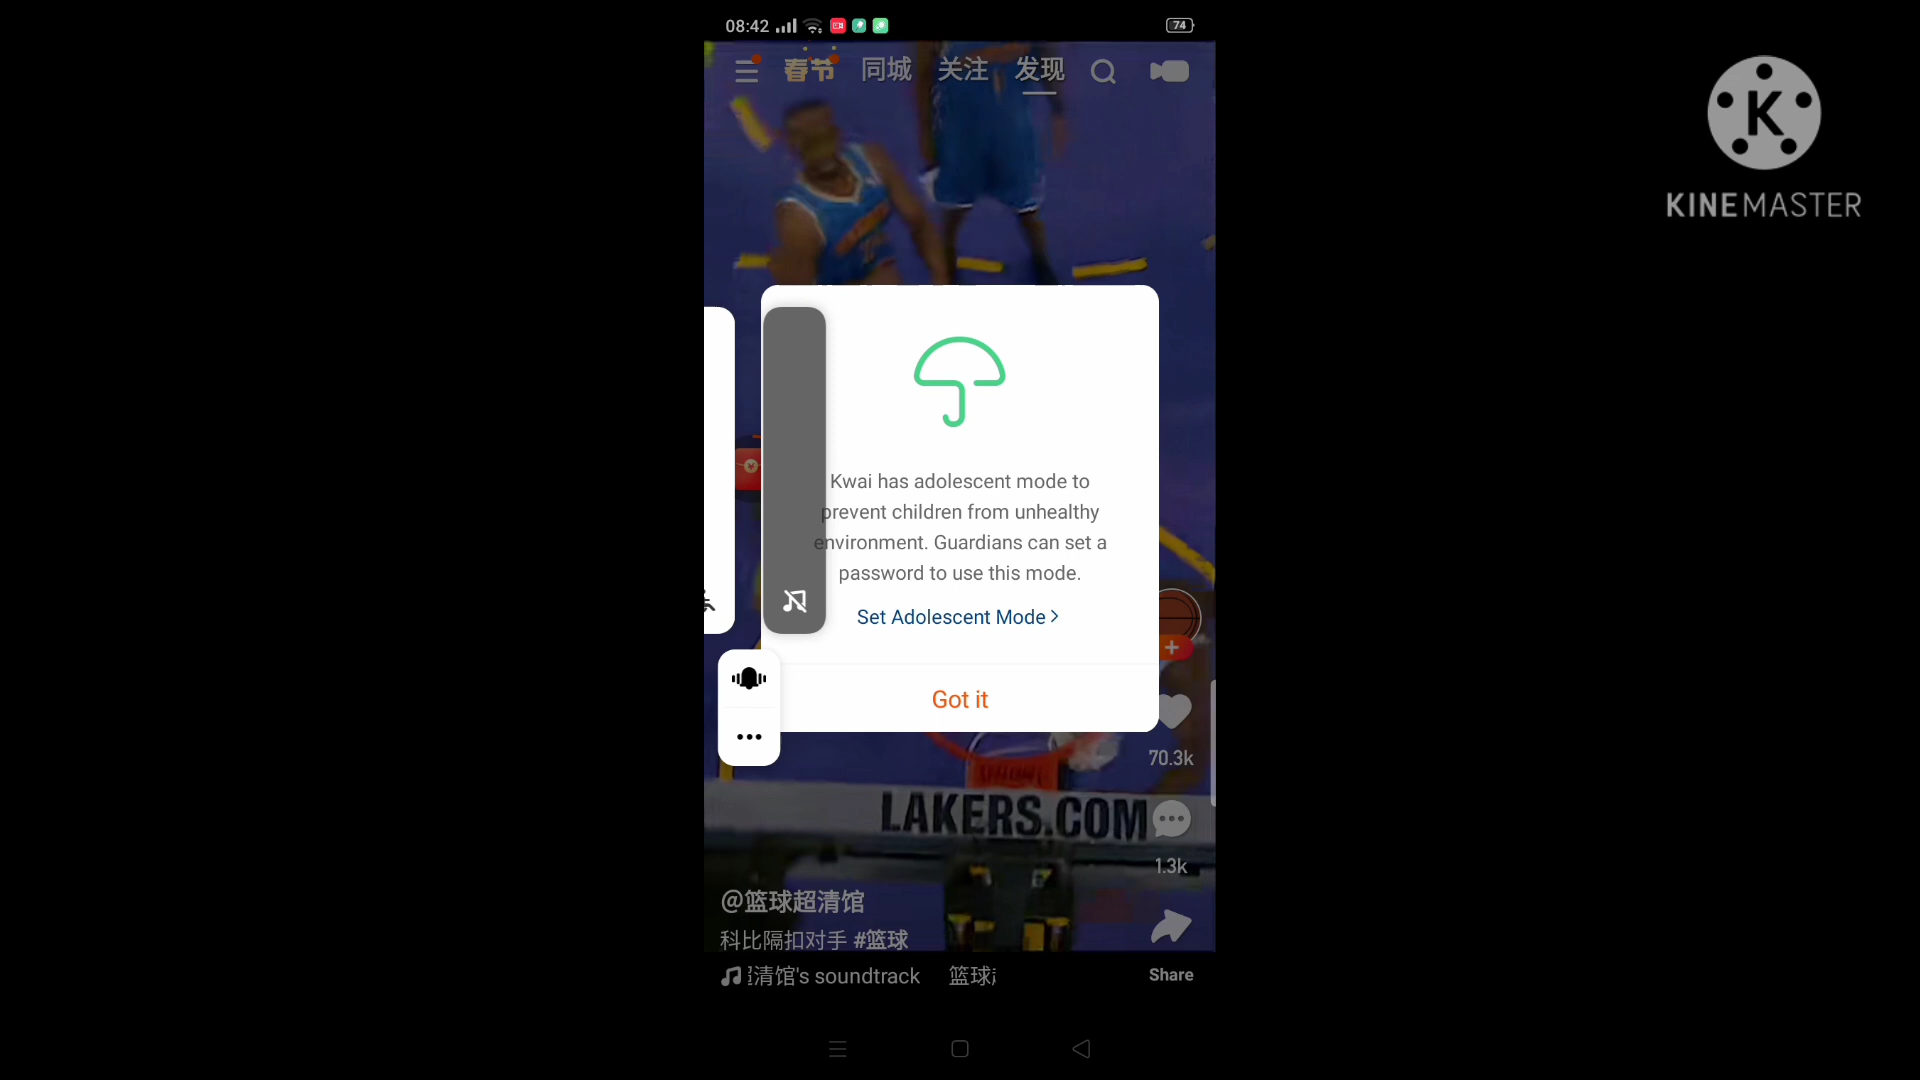 08:42
74
K
KINEMASTER
春节 同城 关注 发现
Kwai has adolescent mode to
prevent children from unhealthy
environment. Guardians can set a
password to use this mode.
Set Adolescent Mode
Got it
70.3k
LAKERS.COM
1.3k
@篮球超清馆
科比隔扣对手 #篮球
清馆's soundtrack 篮球
Share